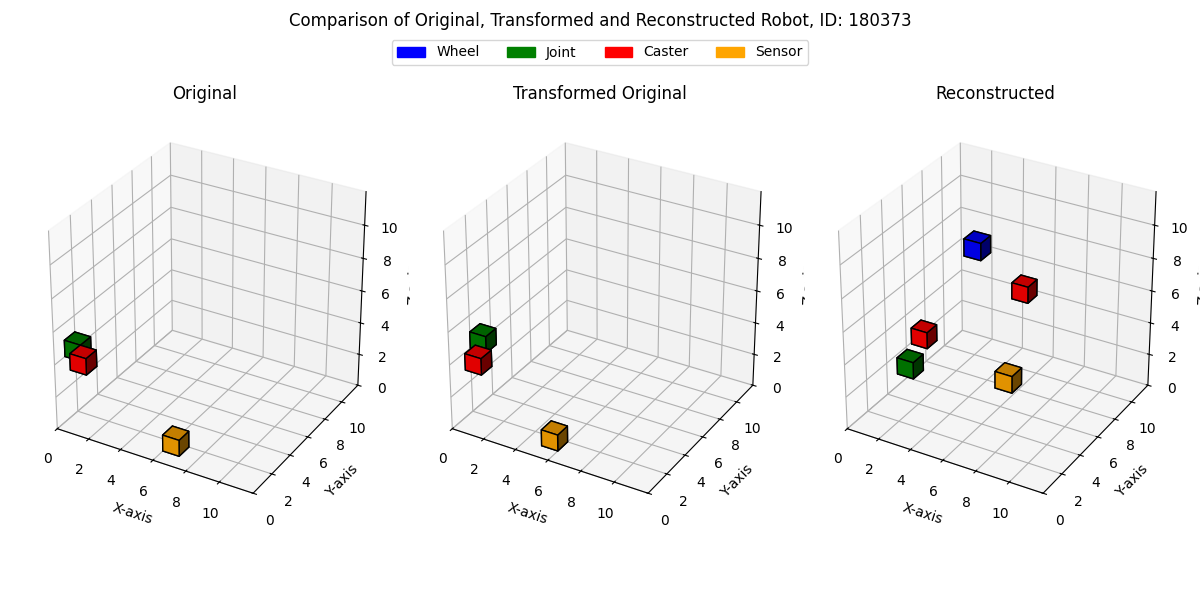 Comparison of Original, Transformed and Reconstructed Robot, ID: 180373
Wheel Joint Caster Sensor
Original Transformed Original Reconstructed
0 2 4 6 8 10
X-axis
0 2 4 6 8 10
Y-axis
0 2 4 6 8 10
0 2 4 6 8 10
X-axis
0 2 4 6 8 10
Y-axis
0 2 4 6 8 10
0 2 4 6 8 10
X-axis
0 2 4 6 8 10
Y-axis
0 2 4 6 8 10